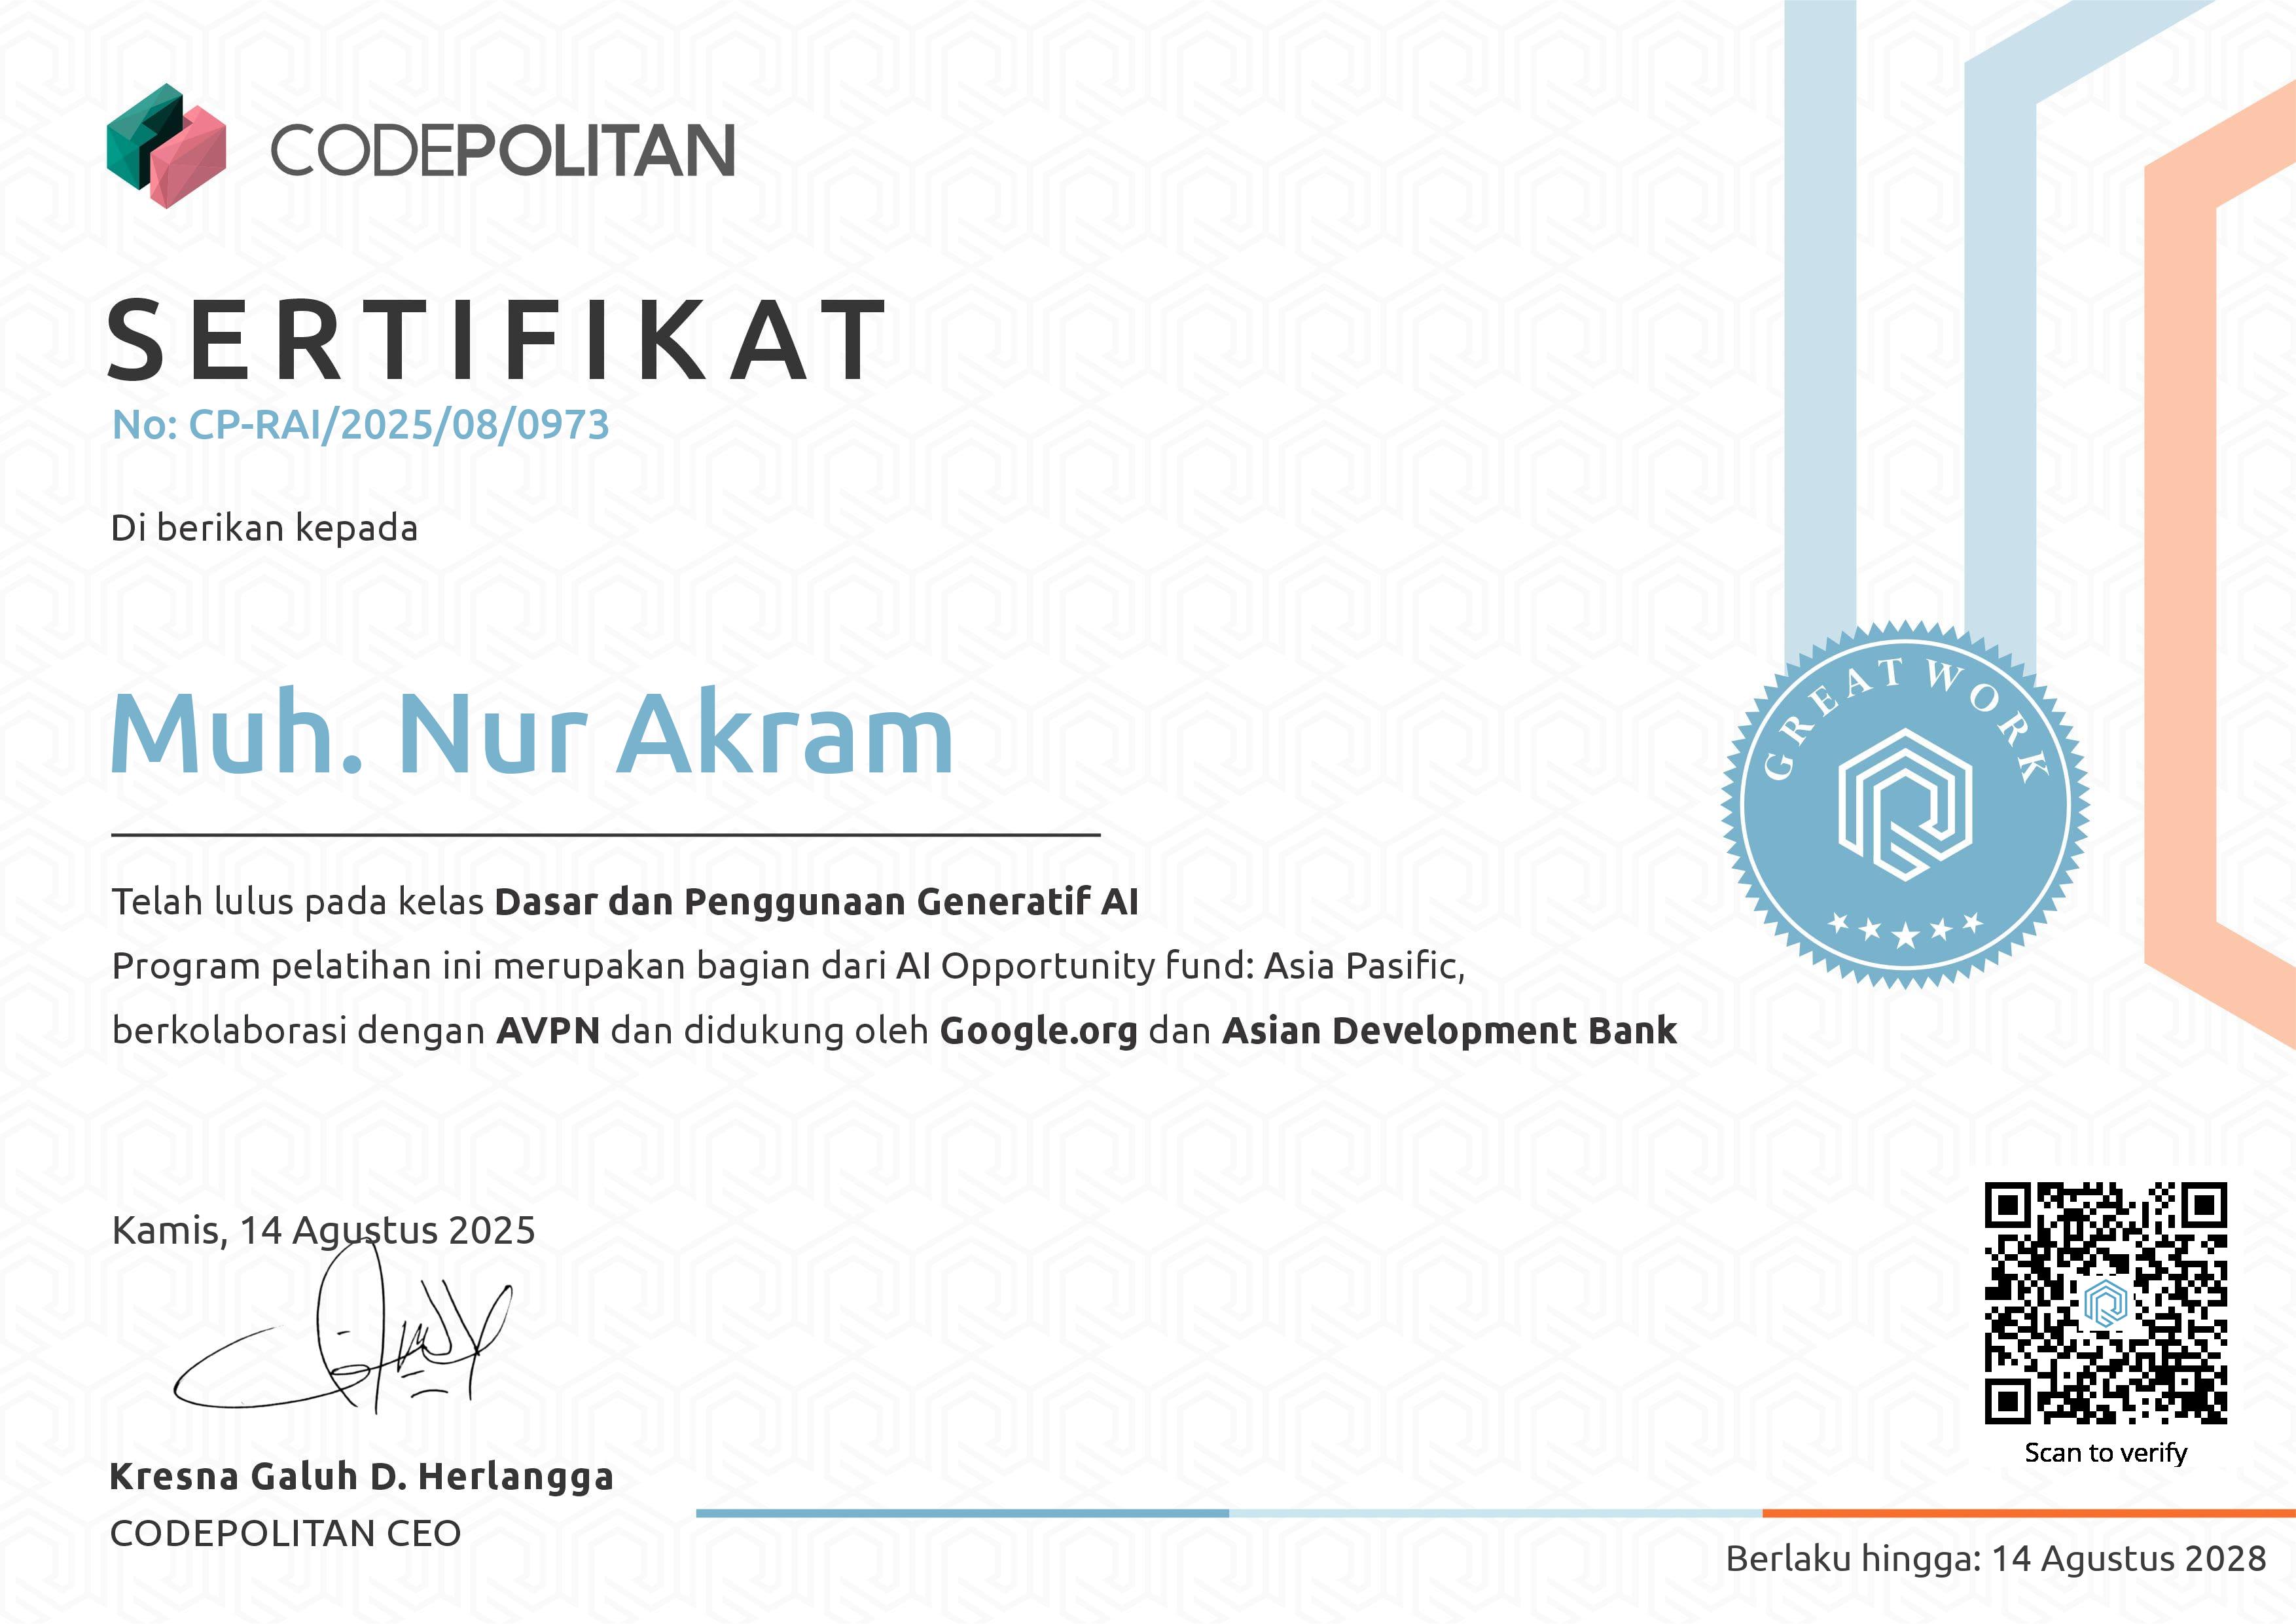 CODEPOLITAN
SERTIFIKAT
No: CP-RAI/2025/08/0973
Di berikan kepada
Muh. Nur Akram
GREAT WORK
Telah lulus pada kelas Dasar dan Penggunaan Generatif AI
Program pelatihan ini merupakan bagian dari AI Opportunity fund: Asia Pasific,
berkolaborasi dengan AVPN dan didukung oleh Google.org dan Asian Development Bank
Kamis, 14 Agustus 2025
Scan to verify
Kresna Galuh D. Herlangga
CODEPOLITAN CEO
Berlaku hingga: 14 Agustus 2028